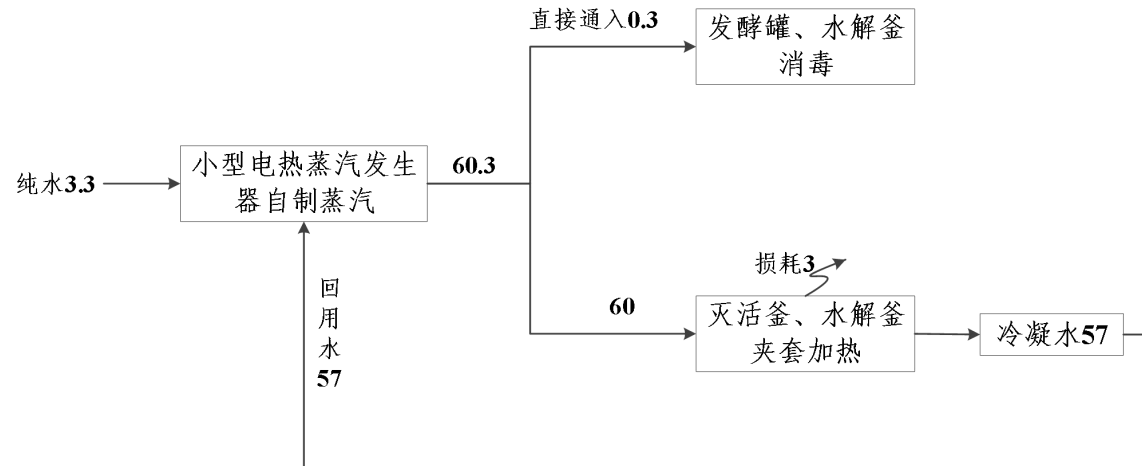 直接通入0.3
发酵罐、水解釜
消毒
纯水3.3
小型电热蒸汽发生
器自制蒸汽
60.3
回
用
水
57
损耗3
60
灭活釜、水解釜
夹套加热
冷凝水57